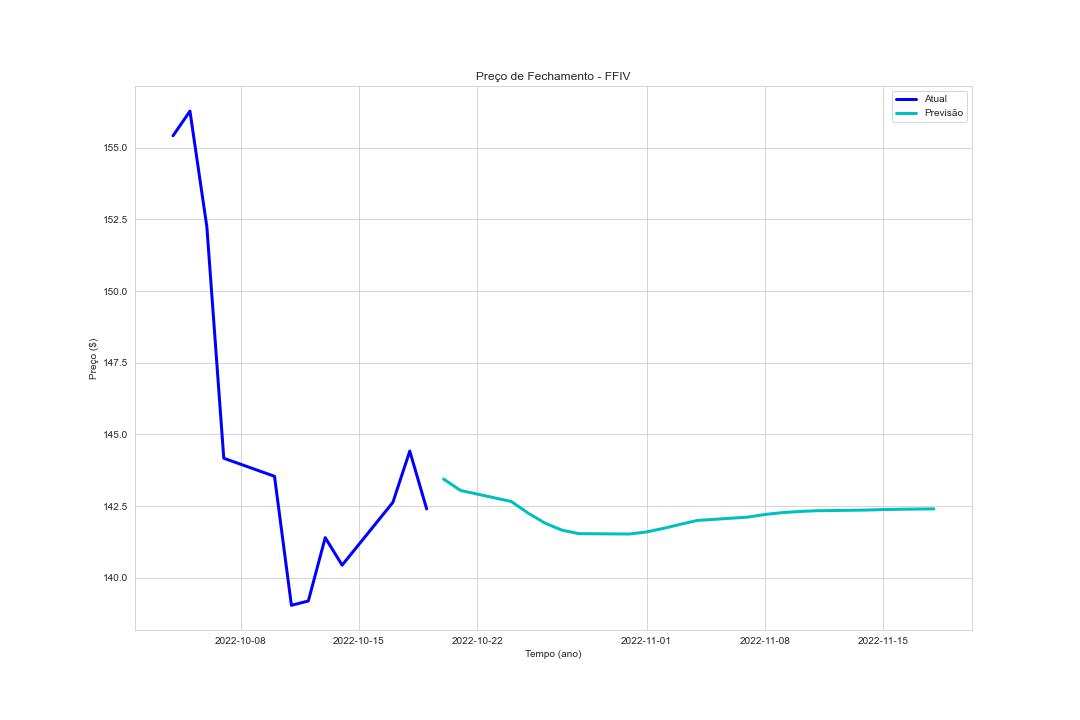 Preço de Fechamento - FFIV
Atual
Previsão
Preço ($)
155.0
152.5
150.0
147.5
145.0
142.5
140.0
2022-10-08
2022-10-15
2022-10-22
2022-11-01
2022-11-08
2022-11-15
Tempo (ano)